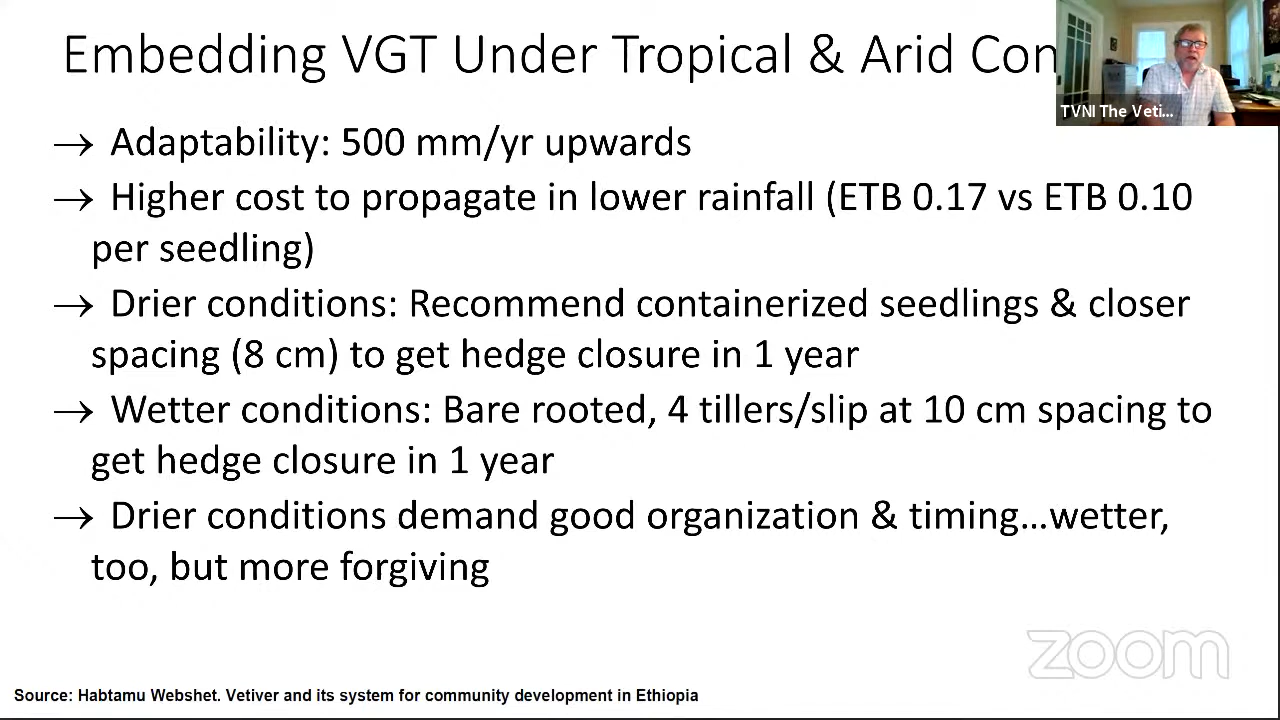 Embedding VGT Under Tropical & Arid Con
TVNI The Veti...
→ Adaptability: 500 mm/yr upwards
→ Higher cost to propagate in lower rainfall (ETB 0.17 vs ETB 0.10
per seedling)
→ Drier conditions: Recommend containerized seedlings & closer
spacing (8 cm) to get hedge closure in 1 year
→ Wetter conditions: Bare rooted, 4 tillers/slip at 10 cm spacing to
get hedge closure in 1 year
→ Drier conditions demand good organization & timing...wetter,
too, but more forgiving
zoom
Source: Habtamu Webshet. Vetiver and its system for community development in Ethiopia